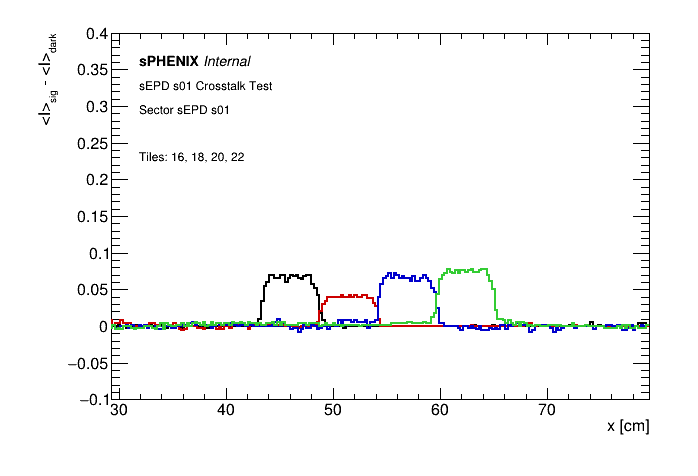 0.4
0.35
0.3
0.25
0.2
0.15
0.1
0.05
0
−0.05
−0.1
<I>sig - <I>dark
sPHENIX Internal
sEPD s01 Crosstalk Test
Sector sEPD s01
Tiles: 16, 18, 20, 22
30 40 50 60 70
x [cm]